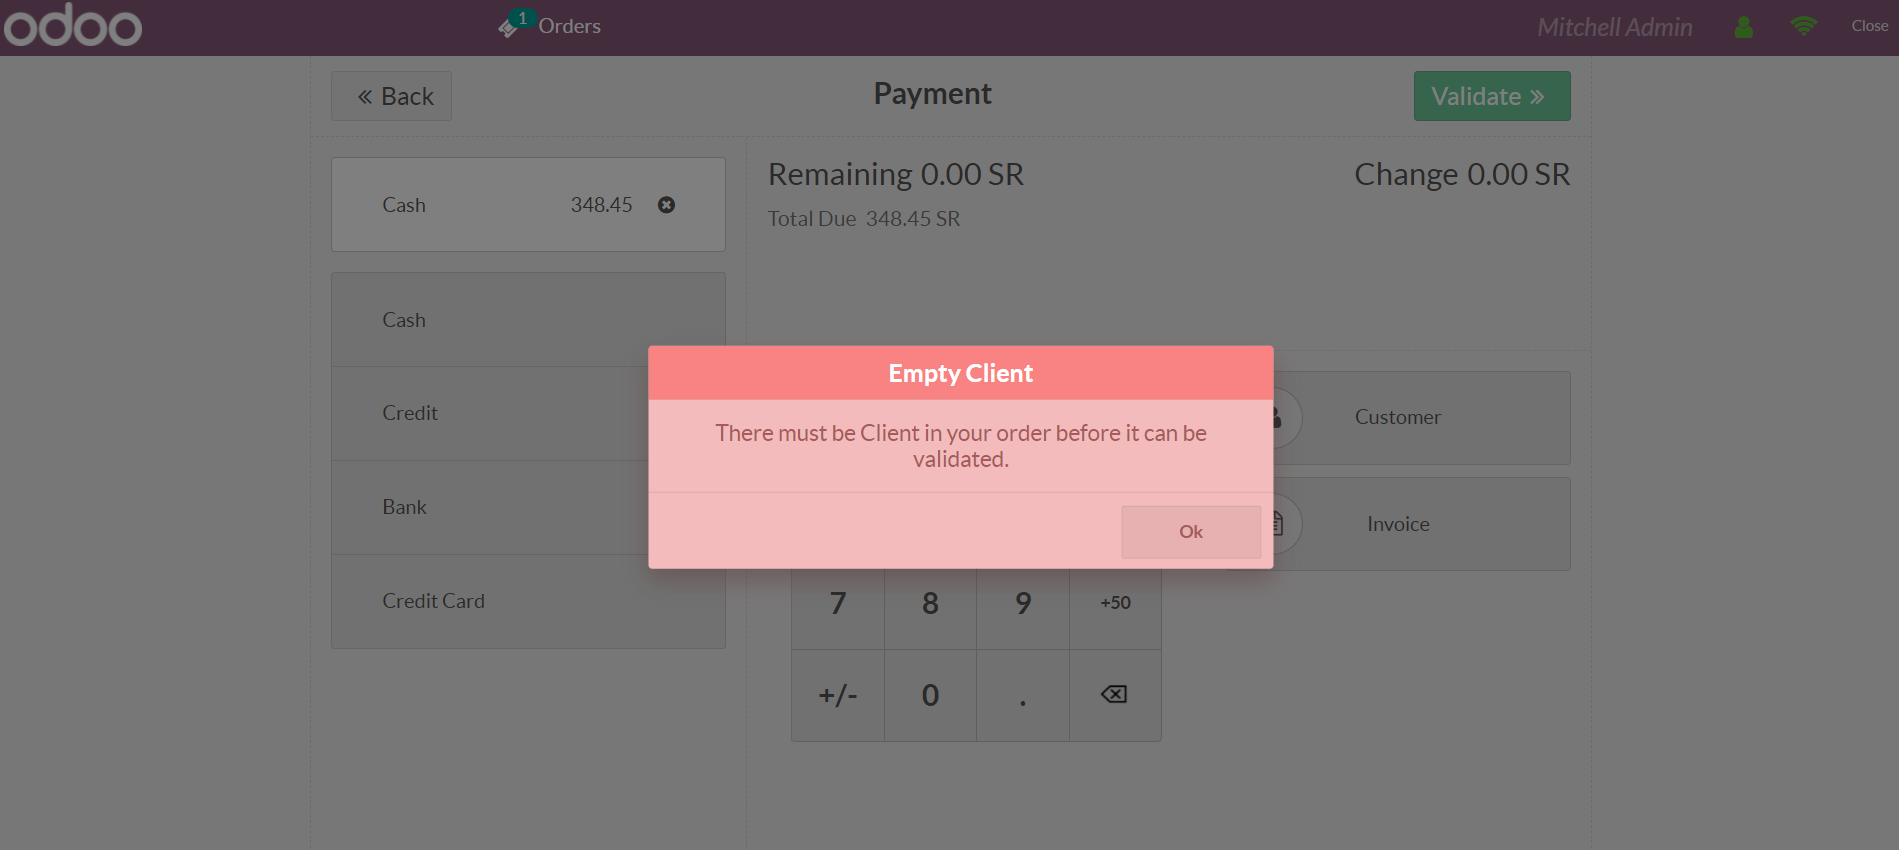 odoo
1 Orders
Mitchell Admin
Close
« Back
Payment
Validate »
Cash 348.45
Remaining 0.00 SR
Change 0.00 SR
Total Due 348.45 SR
Cash
Credit
Bank
Credit Card
Empty Client
There must be Client in your order before it can be
validated.
Ok
Customer
Invoice
7 8 9 +50
+/- 0 .